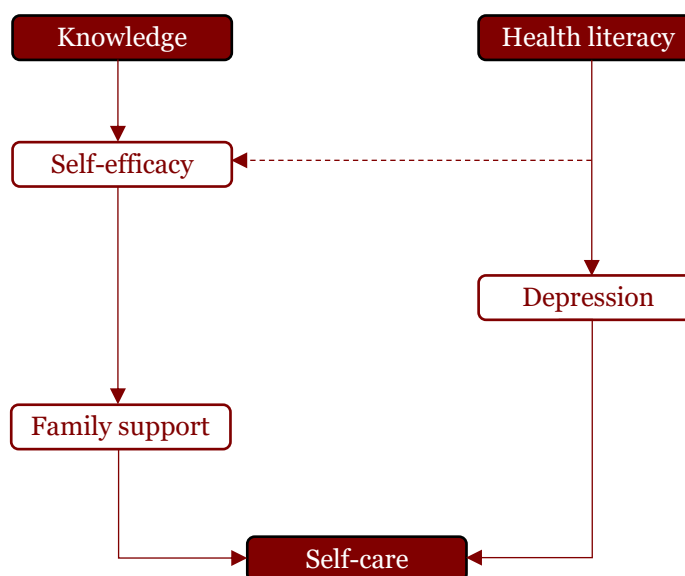 Knowledge
Health literacy
Self-efficacy
Depression
Family support
Self-care